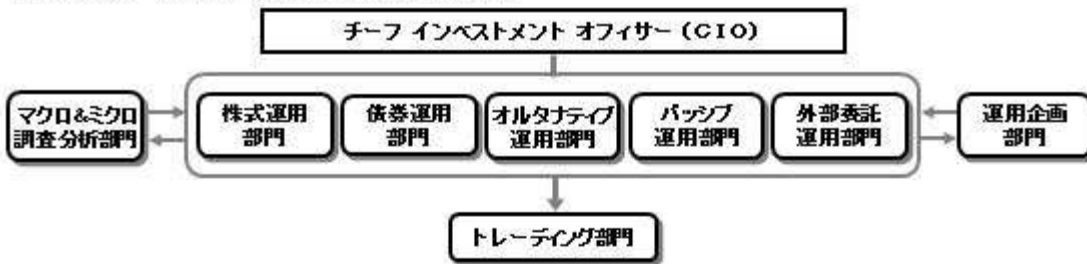 チーフ インベストメント オフィサー（CIO）
マクロ&ミクロ
調査分析部門
株式運用
部門
債券運用
部門
オルタナティブ
運用部門
パッシブ
運用部門
外部委託
運用部門
運用企画
部門
トレーディング部門